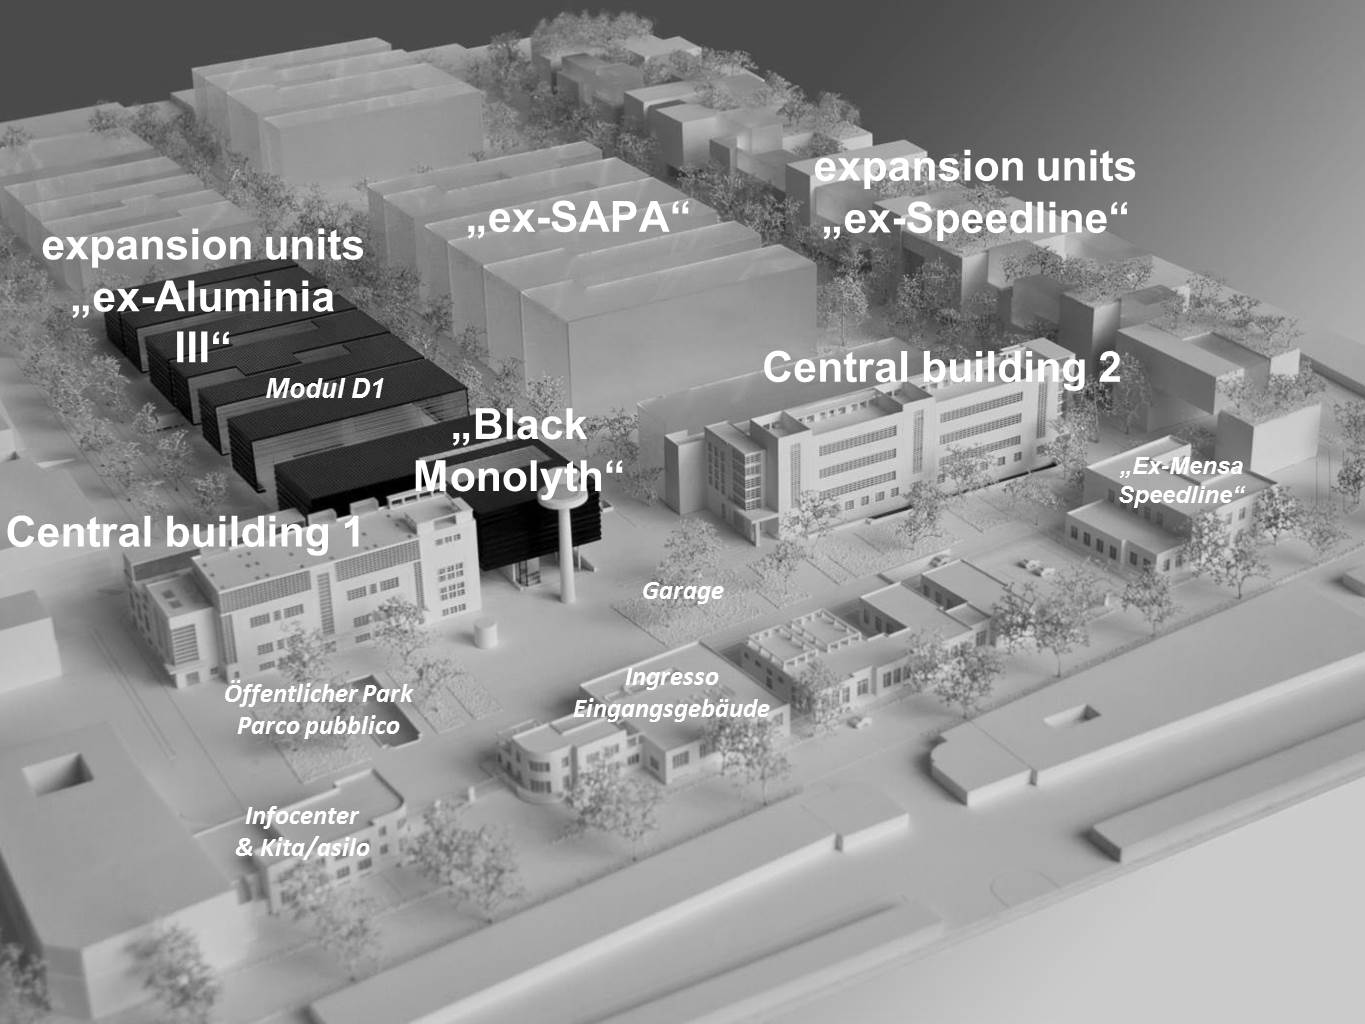 expansion units
„ex-Speedline“
„ex-SAPA“
expansion units
„ex-Aluminia
III“
Modul D1
Central building 2
„Black
Monolyth“
„Ex-Mensa
Speedline“
Central building 1
Garage
Öffentlicher Park
Parco pubblico
Ingresso
Eingangsgebäude
Infocenter
& Kita/asilo